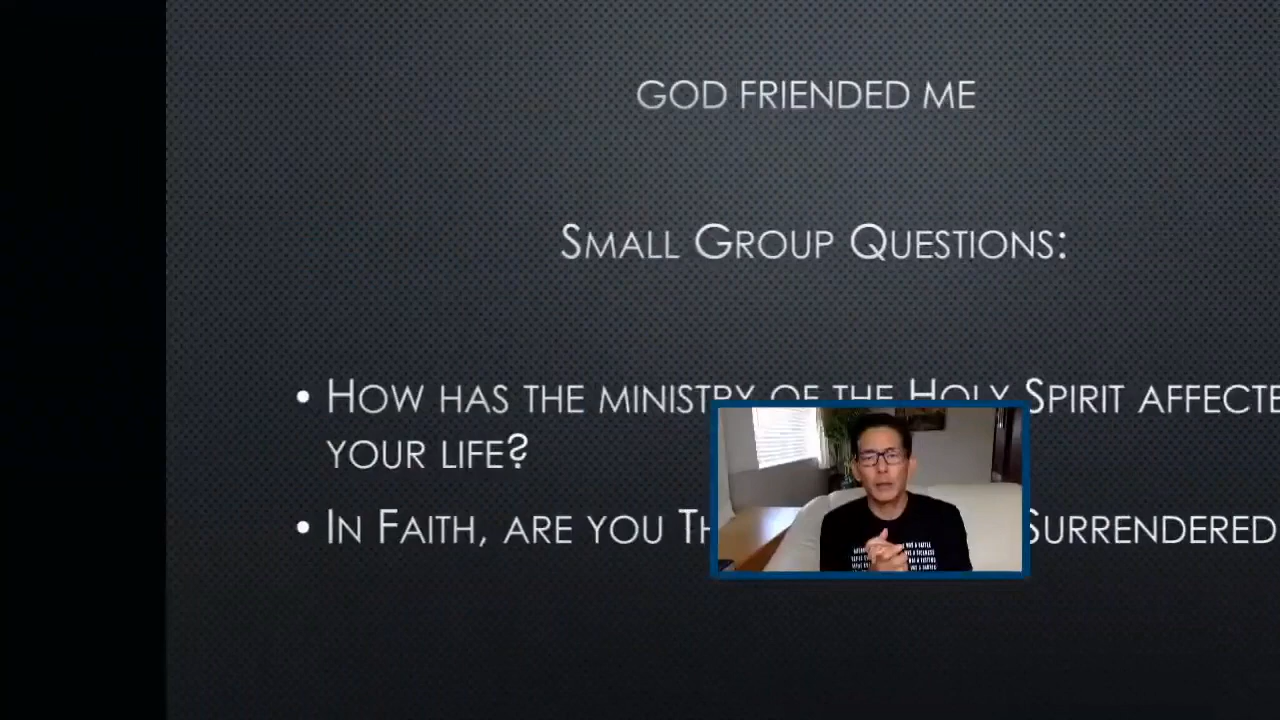 GOD FRIENDED ME
SMALL GROUP QUESTIONS:
• HOW HAS THE MINISTRY OF THE HOLY SPIRIT AFFECTE
YOUR LIFE?
• IN FAITH, ARE YOU TH SURRENDERED